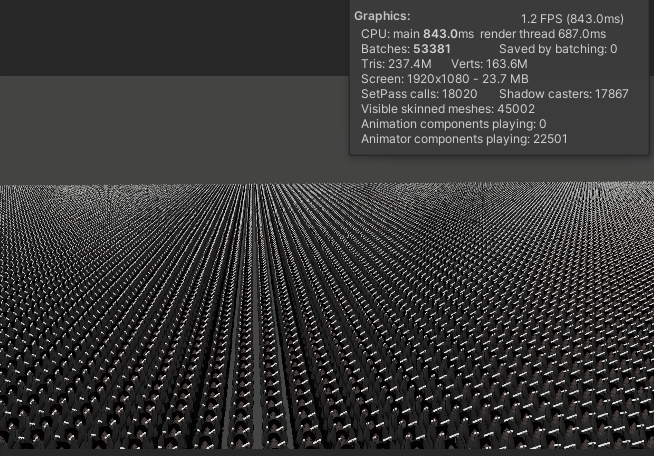 Graphics:
1.2 FPS (843.0ms)
CPU: main 843.0ms render thread 687.0ms
Batches: 53381 Saved by batching: 0
Tris: 237.4M Verts: 163.6M
Screen: 1920x1080 - 23.7 MB
SetPass calls: 18020 Shadow casters: 17867
Visible skinned meshes: 45002
Animation components playing: 0
Animator components playing: 22501